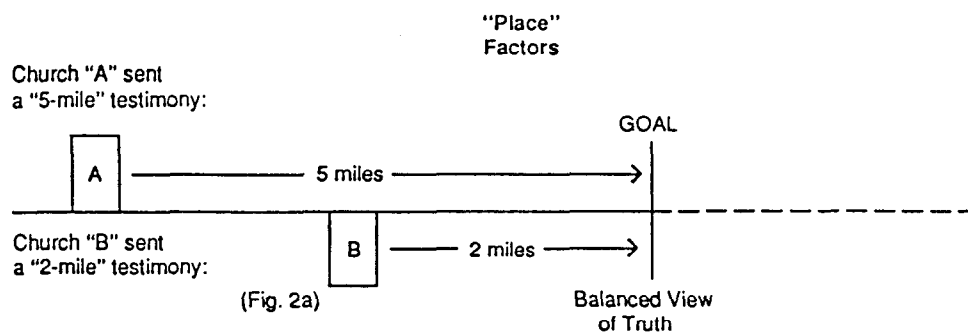 "Place"
Factors
Church "A" sent
a "5-mile" testimony:
GOAL
A
5 miles
Church "B" sent
a "2-mile" testimony:
B
2 miles
(Fig. 2a)
Balanced View
of Truth